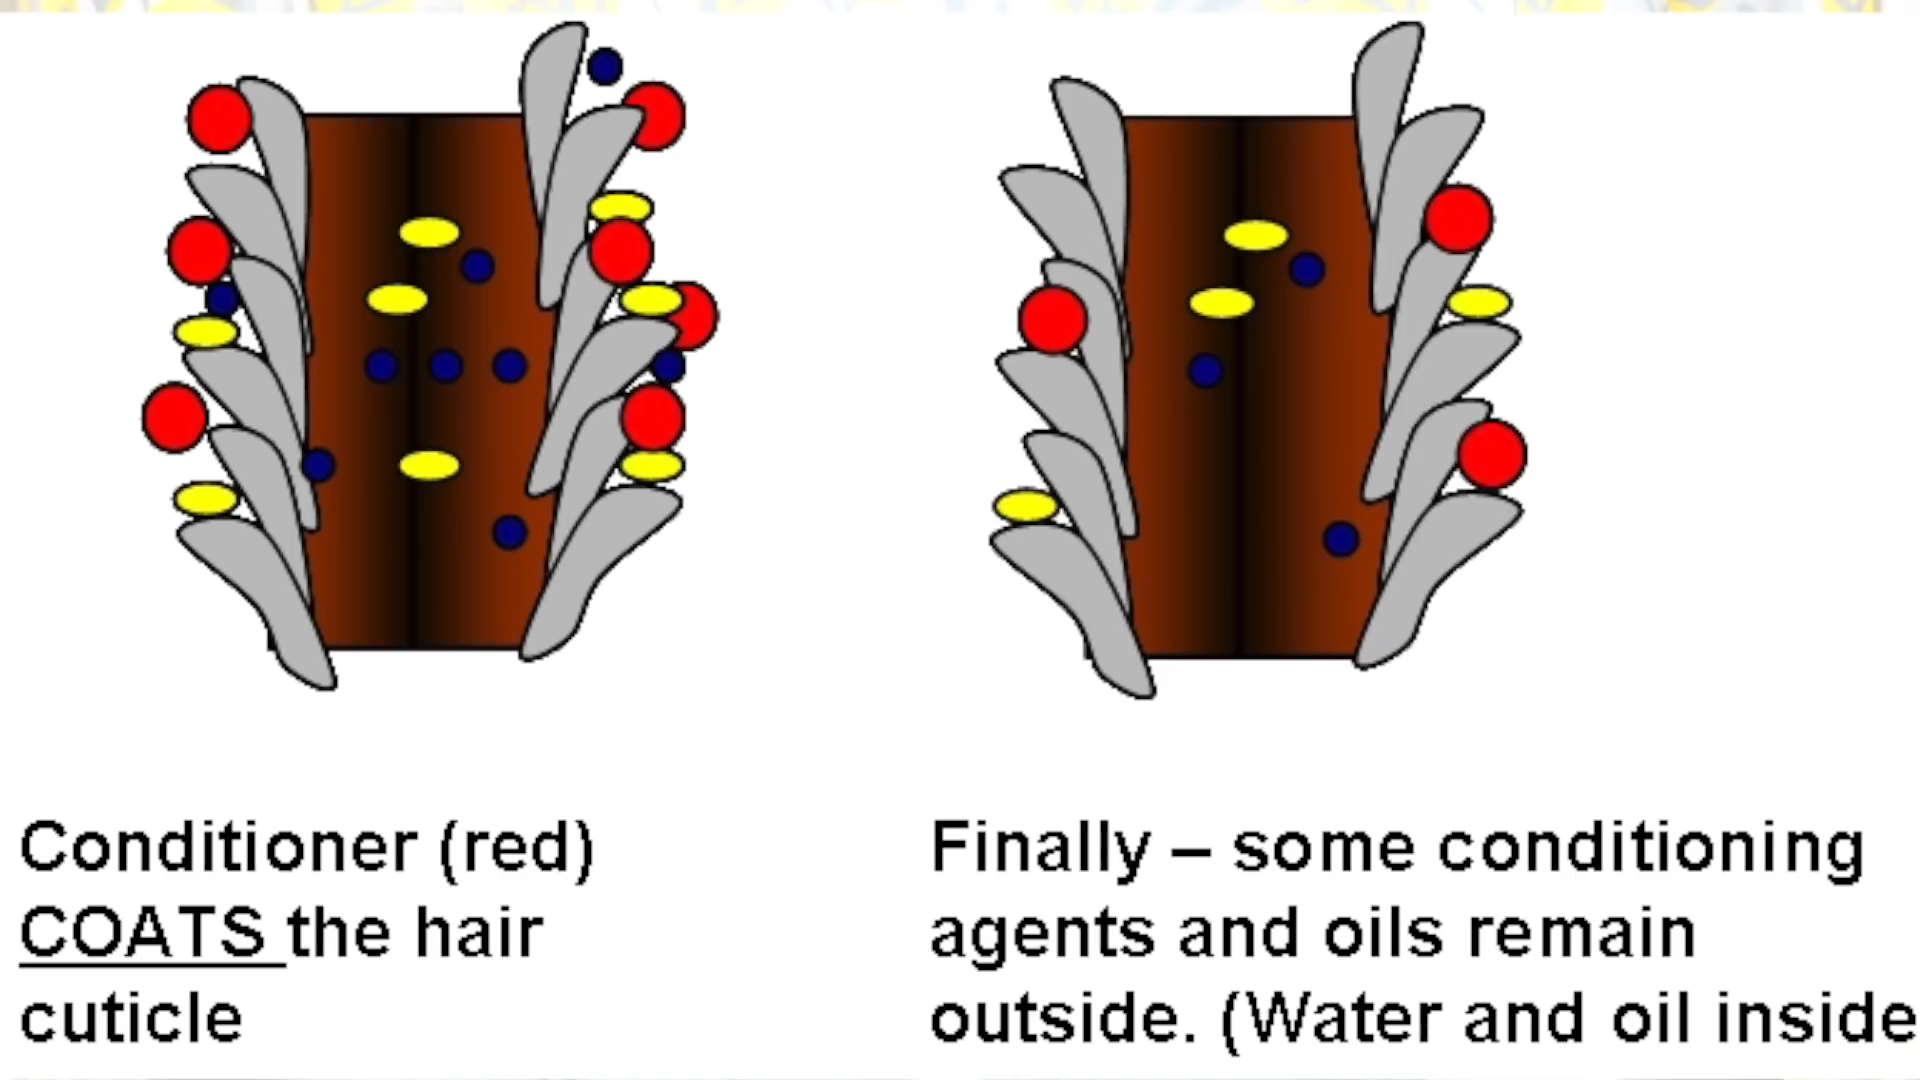 Conditioner (red)
COATS the hair
cuticle
Finally – some conditioning
agents and oils remain
outside. (Water and oil inside